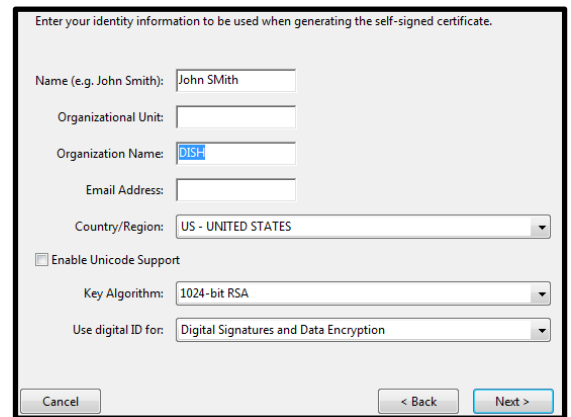 Enter your identity information to be used when generating the self-signed certificate.
Name (e.g. John Smith): John SMith
Organizational Unit:
Organization Name: DISH
Email Address:
Country/Region: US - UNITED STATES
Enable Unicode Support
Key Algorithm: 1024-bit RSA
Use digital ID for: Digital Signatures and Data Encryption
Cancel < Back Next >